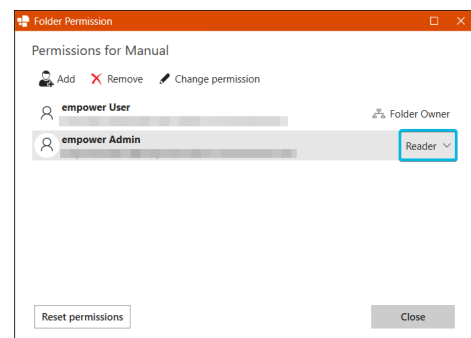 Folder Permission
Permissions for Manual
Add Remove Change permission
empower User
Folder Owner
empower Admin
Reader
Reset permissions Close